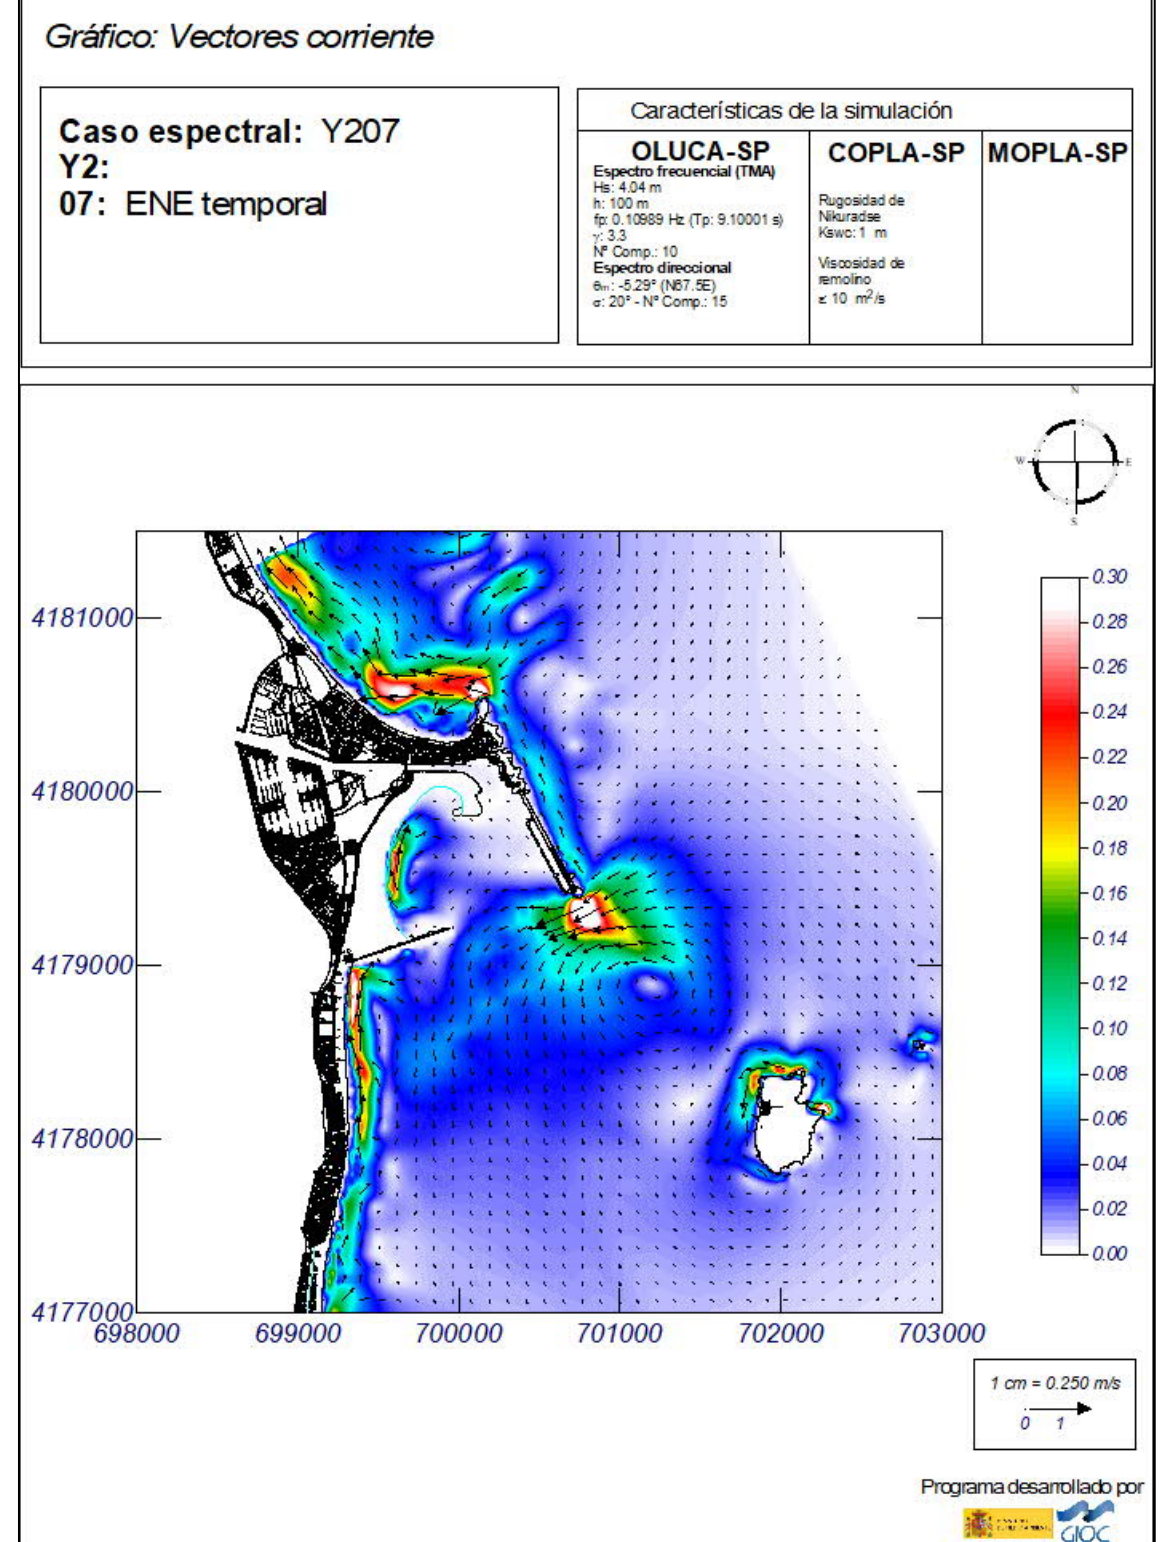 Gráfico: Vectores corriente
Caso espectral: Y207
Y2:
07: ENE temporal
Características de la simulación
OLUCA-SP
Espectro frecuencial (TMA)
Hs: 4.04 m
h: 100 m
fp: 0.10989 Hz (Tp: 9.10001 s)
γ: 3.3
Nº Comp.: 10
Espectro direccional
θm: -5.29° (N67.5E)
σ: 20° - Nº Comp.: 15
COPLA-SP
Rugosidad de
Nikuradse
Kswc: 1 m
Viscosidad de
remolino
ε: 10 m²/s
MOPLA-SP
N
W
E
S
4181000
4180000
4179000
4178000
4177000
698000
699000
700000
701000
702000
703000
0.30
0.28
0.26
0.24
0.22
0.20
0.18
0.16
0.14
0.12
0.10
0.08
0.06
0.04
0.02
0.00
1 cm = 0.250 m/s
0 1
Programa desarrollado por
GIOC